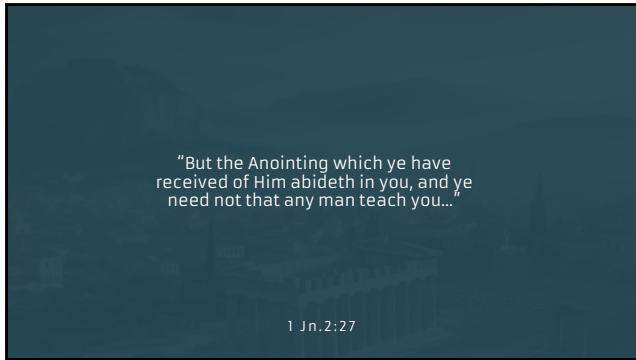 “But the Anointing which ye have
received of Him abideth in you, and ye
need not that any man teach you...”
1 Jn.2:27